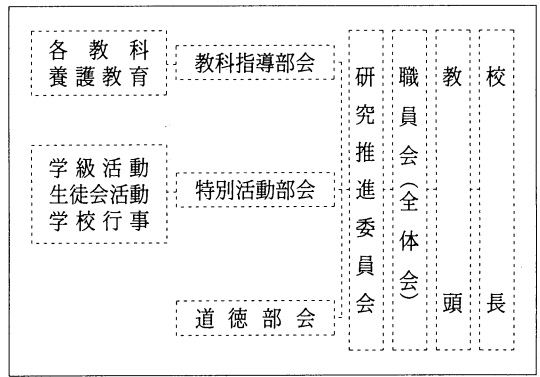 各教科
養護教育
教科指導部会
学級活動
生徒会活動
学校行事
特別活動部会
道徳部会
研究推進委員会
職員会(全体会)
教頭
校長